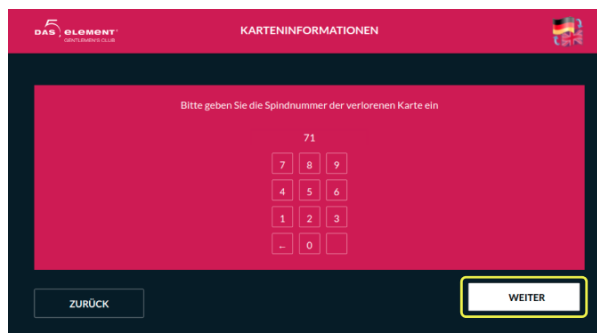 DAS 5 eLEMENT
GENTLEMEN'S CLUB
KARTENINFORMATIONEN
Bitte geben Sie die Spindnummer der verlorenen Karte ein
71
7 8 9
4 5 6
1 2 3
← 0
ZURÜCK
WEITER